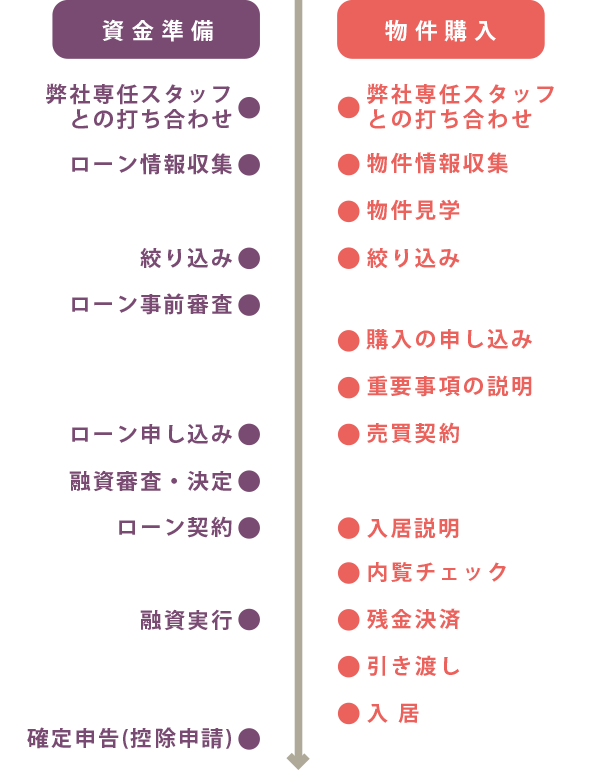 資金準備
弊社専任スタッフ
との打ち合わせ
ローン情報収集
絞り込み
ローン事前審査
ローン申し込み
融資審査・決定
ローン契約
融資実行
確定申告(控除申請)
物件購入
弊社専任スタッフ
との打ち合わせ
物件情報収集
物件見学
絞り込み
購入の申し込み
重要事項の説明
売買契約
入居説明
内覧チェック
残金決済
引き渡し
入 居